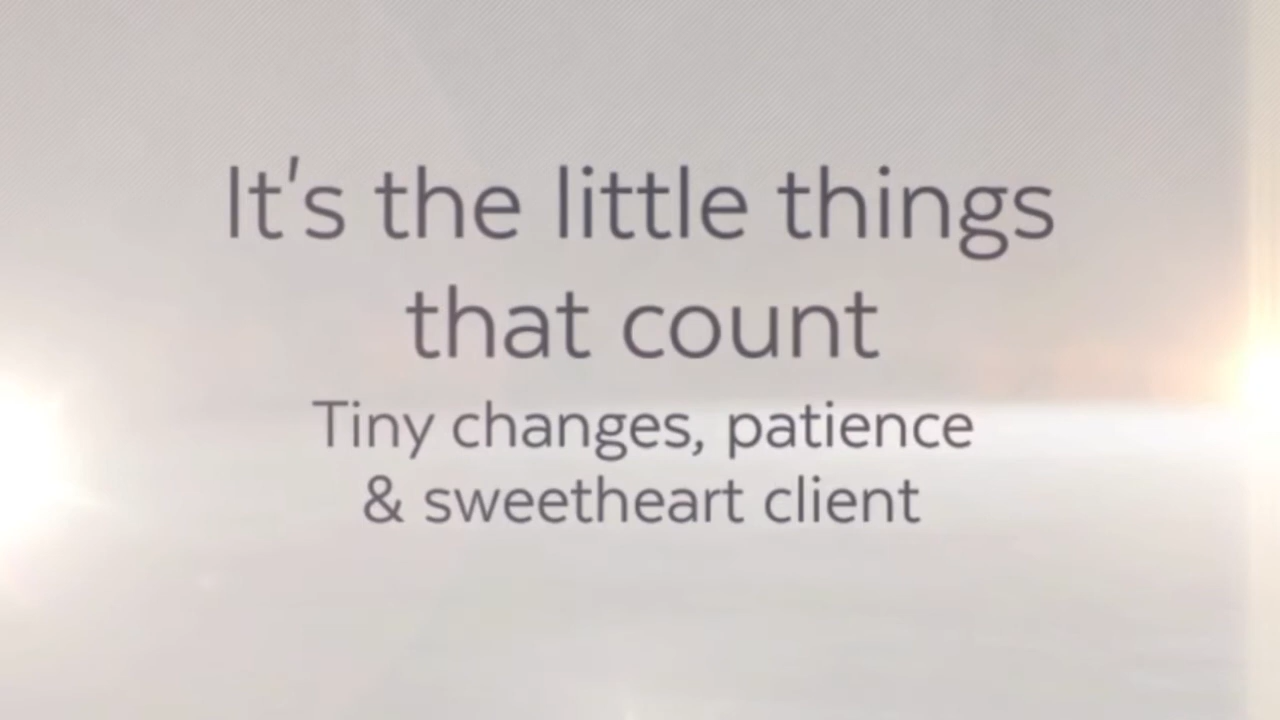 It's the little things
that count
Tiny changes, patience
& sweetheart client